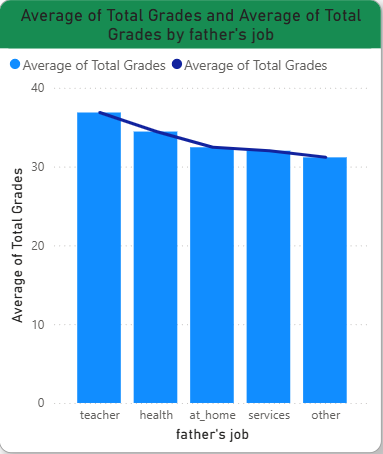 Average of Total Grades and Average of Total
Grades by father's job
Average of Total Grades Average of Total Grades
Average of Total Grades
40
30
20
10
0
teacher health at_home services other
father's job